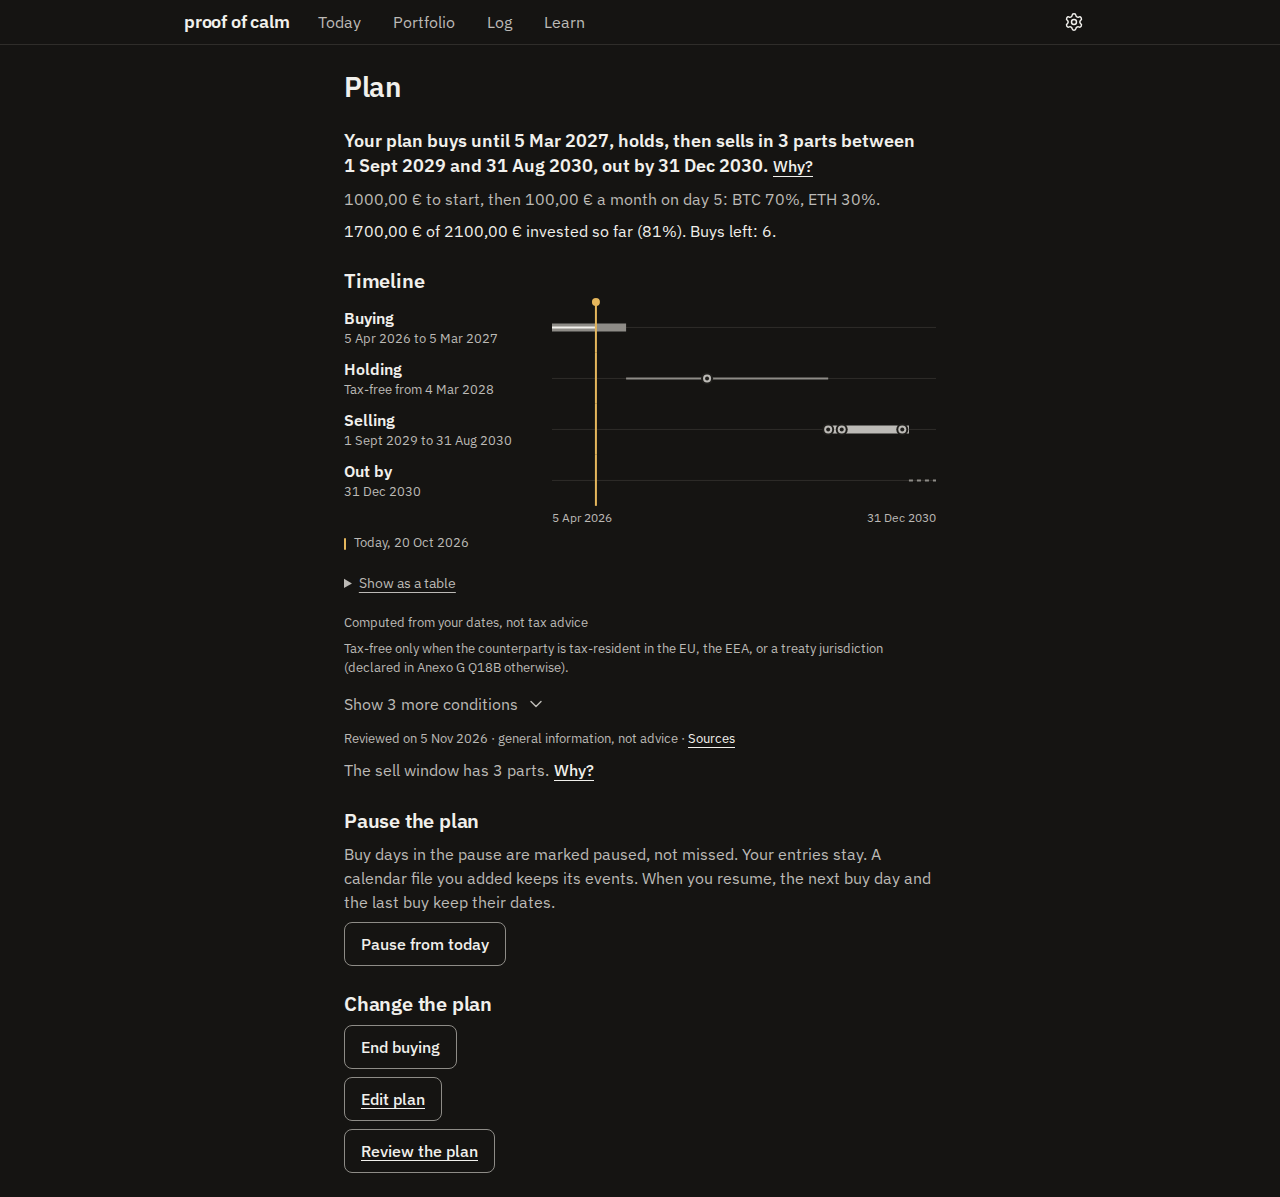 proof of calm Today Portfolio Log Learn
Plan
Your plan buys until 5 Mar 2027, holds, then sells in 3 parts between
1 Sept 2029 and 31 Aug 2030, out by 31 Dec 2030. Why?
1000,00 € to start, then 100,00 € a month on day 5: BTC 70%, ETH 30%.
1700,00 € of 2100,00 € invested so far (81%). Buys left: 6.
Timeline
Buying
5 Apr 2026 to 5 Mar 2027
Holding
Tax-free from 4 Mar 2028
Selling
1 Sept 2029 to 31 Aug 2030
Out by
31 Dec 2030
5 Apr 2026 31 Dec 2030
Today, 20 Oct 2026
Show as a table
Computed from your dates, not tax advice
Tax-free only when the counterparty is tax-resident in the EU, the EEA, or a treaty jurisdiction
(declared in Anexo G Q18B otherwise).
Show 3 more conditions
Reviewed on 5 Nov 2026 · general information, not advice · Sources
The sell window has 3 parts. Why?
Pause the plan
Buy days in the pause are marked paused, not missed. Your entries stay. A
calendar file you added keeps its events. When you resume, the next buy day and
the last buy keep their dates.
Pause from today
Change the plan
End buying
Edit plan
Review the plan